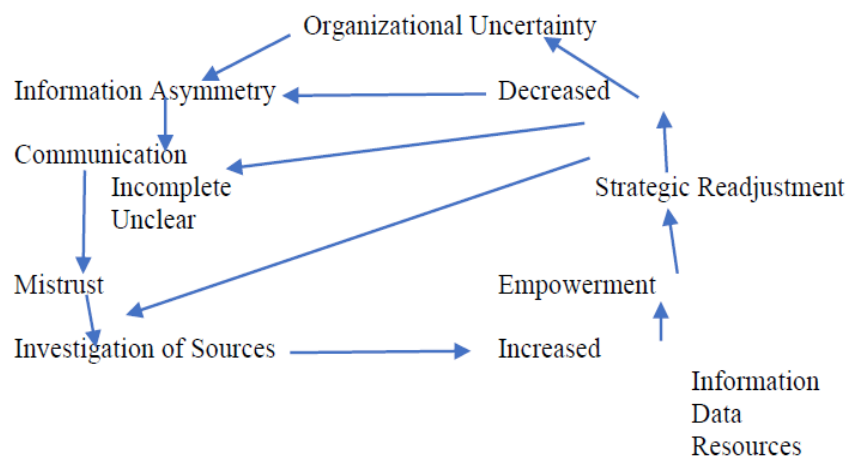 Organizational Uncertainty
Information Asymmetry
Decreased
Communication
Incomplete
Unclear
Strategic Readjustment
Mistrust
Empowerment
Investigation of Sources
Increased
Information
Data
Resources